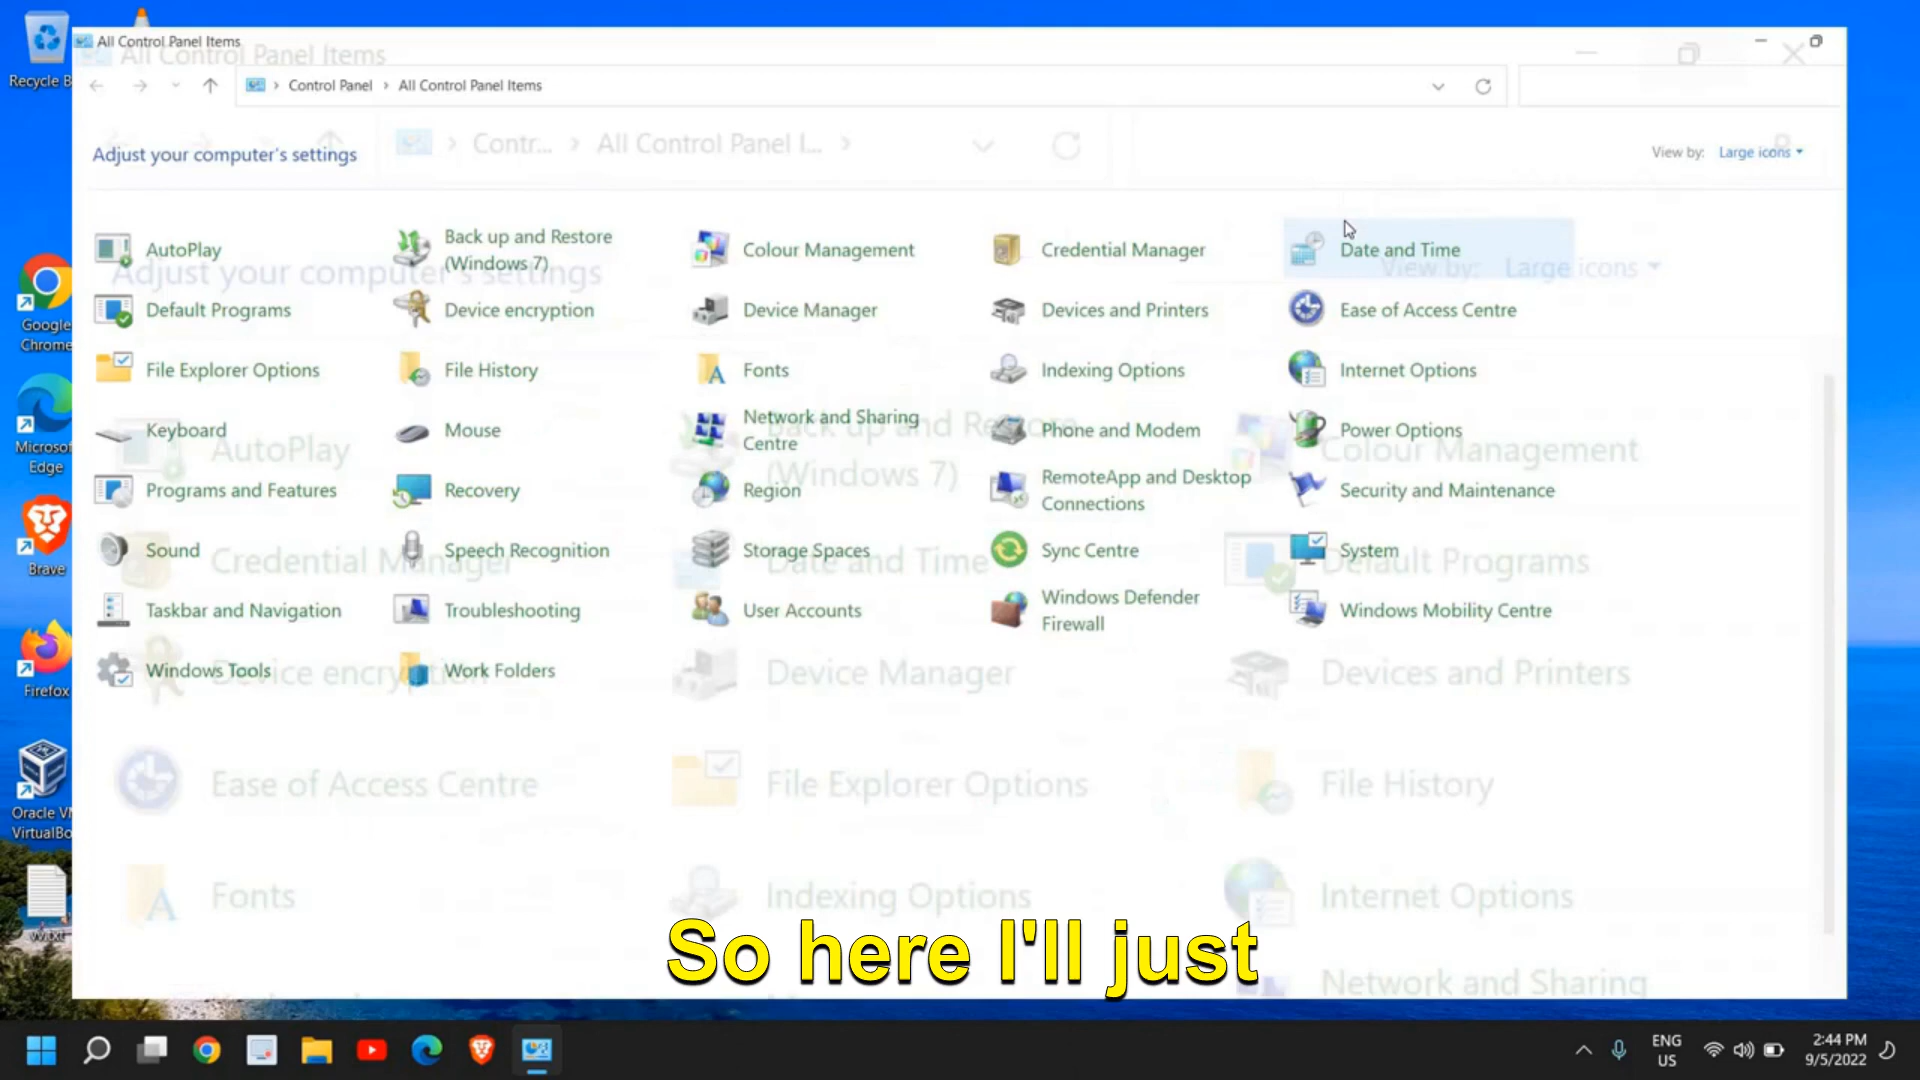 All Control Panel Items
All Control Panel Items
Recycle B
Control Panel All Control Panel Items
Contr... All Control Panel I...
Adjust your computer's settings
View by: Large icons
AutoPlay
Back up and Restore
(Windows 7)
Colour Management
Credential Manager
Date and Time
Adjust your computer's settings
View by: Large icons
Default Programs
Device encryption
Device Manager
Devices and Printers
Ease of Access Centre
Google
Chrome
File Explorer Options
File History
Fonts
Indexing Options
Internet Options
Keyboard
Mouse
Network and Sharing
Centre
Phone and Modem
Power Options
AutoPlay
Back up and Restore
(Windows 7)
Colour Management
Microsof
Edge
Programs and Features
Recovery
Region
RemoteApp and Desktop
Connections
Security and Maintenance
Sound
Speech Recognition
Storage Spaces
Sync Centre
System
Credential Manager
Date and Time
Default Programs
Brave
Taskbar and Navigation
Troubleshooting
User Accounts
Windows Defender
Firewall
Windows Mobility Centre
Windows Tools
Work Folders
Device encryption
Device Manager
Devices and Printers
Firefox
Ease of Access Centre
File Explorer Options
File History
Oracle VM
VirtualBo
Fonts
Indexing Options
Internet Options
So here I'll just
Network and Sharing
ENG
US
2:44 PM
9/5/2022